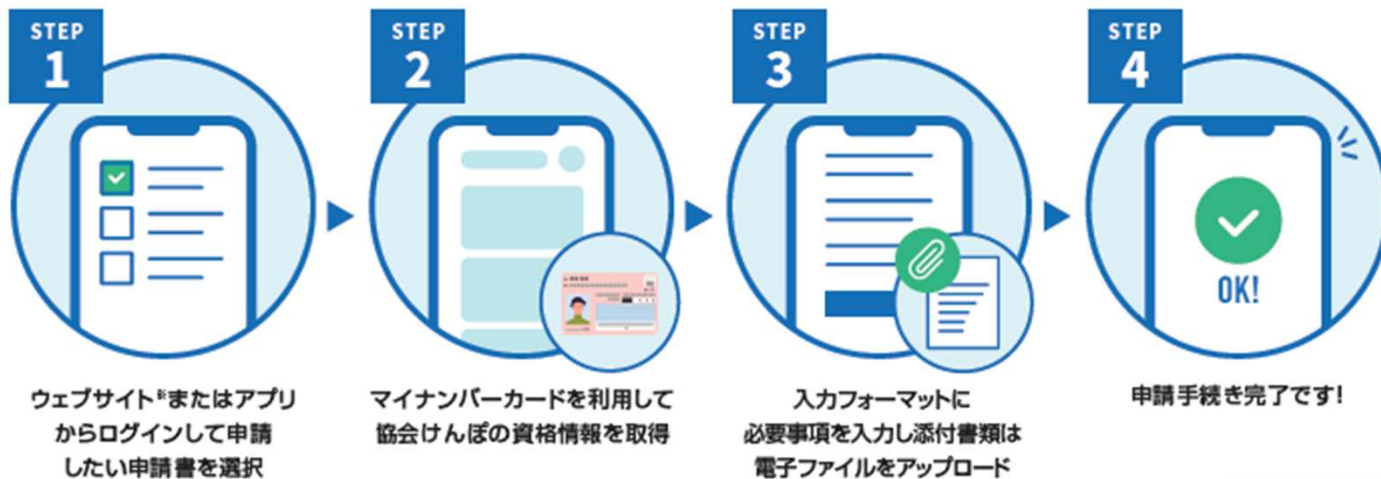 STEP
1
STEP
2
STEP
3
STEP
4
OK!
ウェブサイト※またはアプリ
からログインして申請
したい申請書を選択
マイナンバーカードを利用して
協会けんぽの資格情報を取得
入力フォーマットに
必要事項を入力し添付書類は
電子ファイルをアップロード
申請手続き完了です!